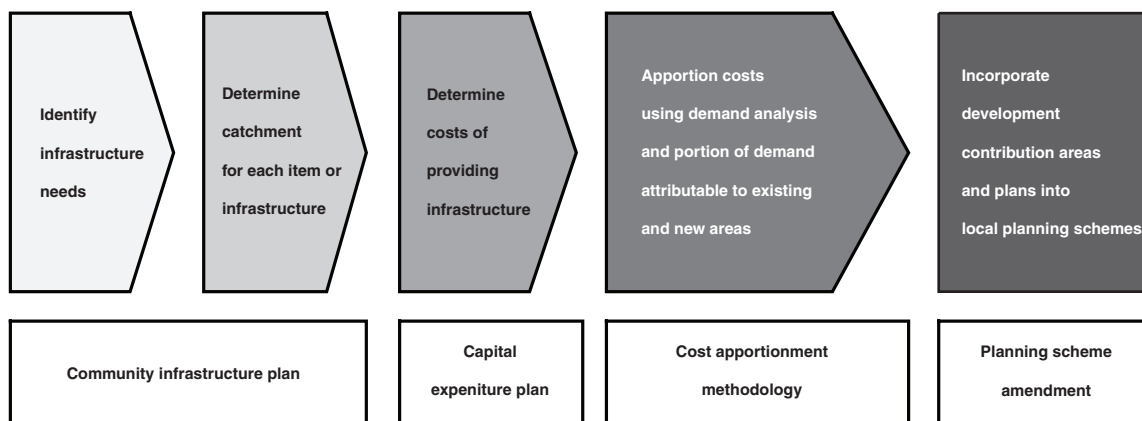 Identify
infrastructure
needs
Determine
catchment
for each item or
infrastructure
Determine
costs of
providing
infrastructure
Apportion costs
using demand analysis
and portion of demand
attributable to existing
and new areas
Incorporate
development
contribution areas
and plans into
local planning schemes
Community infrastructure plan
Capital
expeniture plan
Cost apportionment
methodology
Planning scheme
amendment